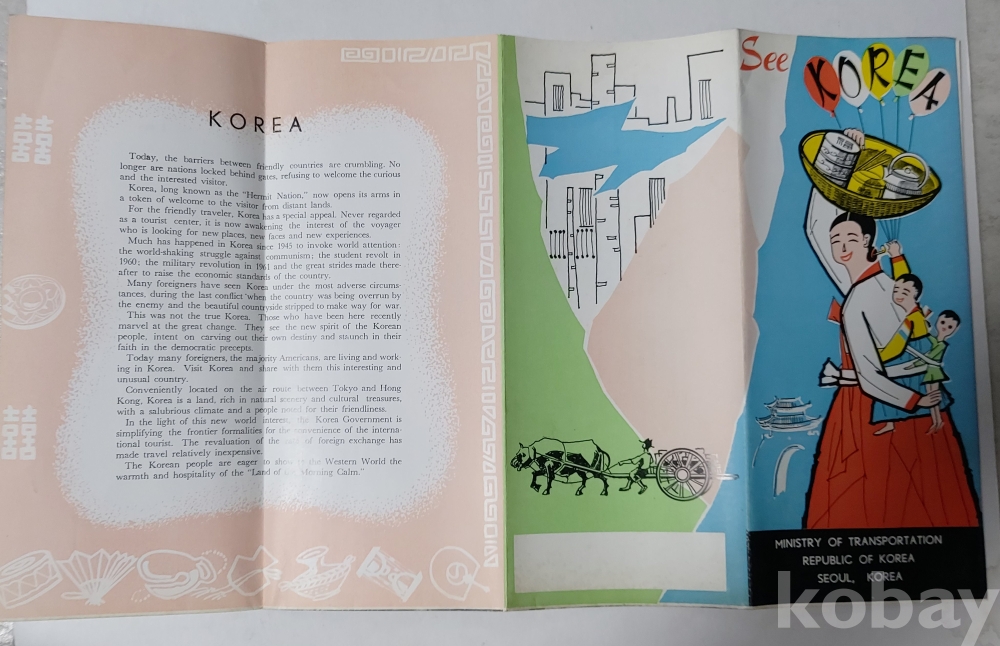 囍
囍
KOREA
Today, the barriers between friendly countries are crumbling. No
longer are nations locked behind gates, refusing to welcome the curious
and the interested visitor.
Korea, long known as the "Hermit Nation," now opens its arms in
a token of welcome to the visitor from distant lands.
For the friendly traveler, Korea has a special appeal. Never regarded
as a tourist center, it is now awakening the interest of the voyager
who is looking for new places, new faces and new experiences.
Much has happened in Korea since 1945 to invoke world attention:
the world-shaking struggle against communism; the student revolt in
1960; the military revolution in 1961 and the great strides made there-
after to raise the economic standards of the country.
Many foreigners have seen Korea under the most adverse circums-
tances, during the last conflict when the country was being overrun by
the enemy and the beautiful countryside stripped to make way for war.
This was not the true Korea. Those who have been here recently
marvel at the great change. They see the new spirit of the Korean
people, intent on carving out their own destiny and staunch in their
faith in the democratic precepts.
Today many foreigners, the majority Americans, are living and work-
ing in Korea. Visit Korea and share with them this interesting and
unusual country.
Conveniently located on the air route between Tokyo and Hong
Kong, Korea is a land, rich in natural scenery and cultural treasures,
with a salubrious climate and a people noted for their friendliness.
In the light of this new world interest, the Korea Government is
simplifying the frontier formalities for the convenience of the interna-
tional tourist. The revaluation of the of foreign exchange has
made travel relatively inexpensive.
The Korean people are eager to show the Western World the
warmth and hospitality of the "Land of Morning Calm."
See KOREA
MINISTRY OF TRANSPORTATION
REPUBLIC OF KOREA
SEOUL, KOREA
kobay